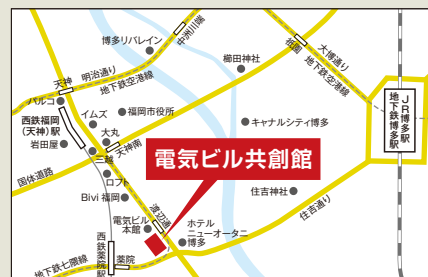 博多リバレイン
中洲川端
祇園
大博通り
地下鉄空港線
櫛田神社
天神
明治通り
地下鉄空港線
パルコ
イムズ
福岡市役所
西鉄福岡
(天神)駅
大丸
天神南
キャナルシティ博多
JR博多駅
地下鉄博多駅
岩田屋
三越
国体道路
電気ビル共創館
ロフト
Bivi 福岡
渡辺通
住吉神社
住吉通り
電気ビル
本館
ホテル
ニューオータニ
博多
西鉄薬院駅
薬院
地下鉄七隈線